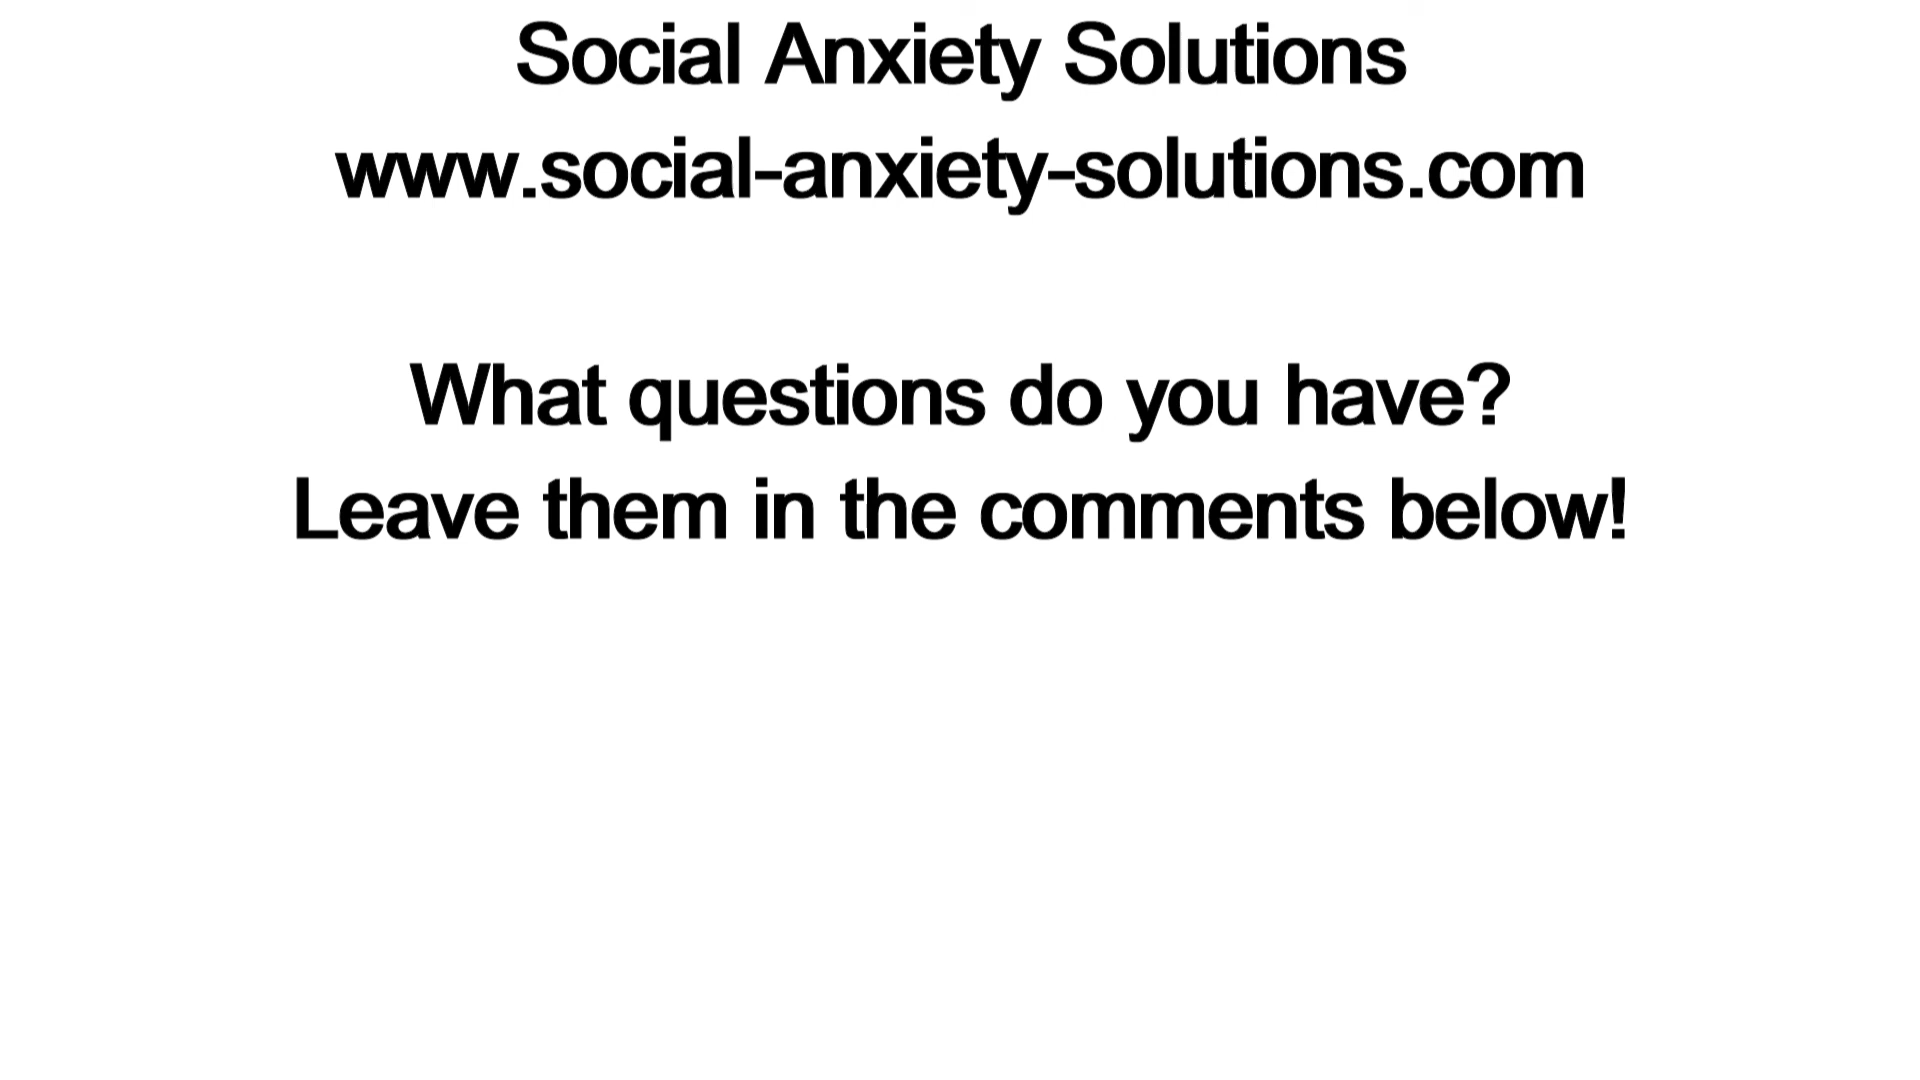 Social Anxiety Solutions
www.social-anxiety-solutions.com
What questions do you have?
Leave them in the comments below!